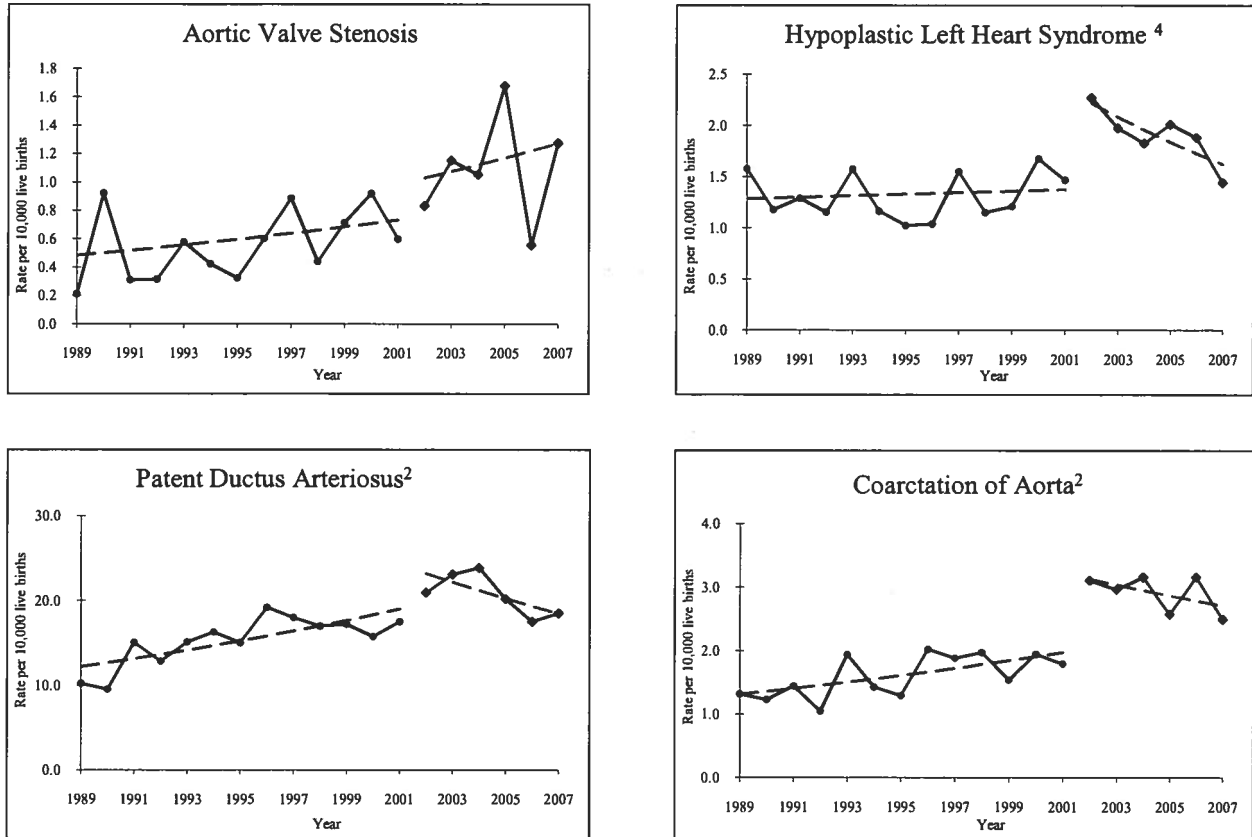 Aortic Valve Stenosis
Rate per 10,000 live births
1.8
1.6
1.4
1.2
1.0
0.8
0.6
0.4
0.2
0.0
1989 1991 1993 1995 1997 1999 2001 2003 2005 2007
Year
Hypoplastic Left Heart Syndrome ⁴
Rate per 10,000 live births
2.5
2.0
1.5
1.0
0.5
0.0
1989 1991 1993 1995 1997 1999 2001 2003 2005 2007
Year
Patent Ductus Arteriosus²
Rate per 10,000 live births
30.0
20.0
10.0
0.0
1989 1991 1993 1995 1997 1999 2001 2003 2005 2007
Year
Coarctation of Aorta²
Rate per 10,000 live births
4.0
3.0
2.0
1.0
0.0
1989 1991 1993 1995 1997 1999 2001 2003 2005 2007
Year